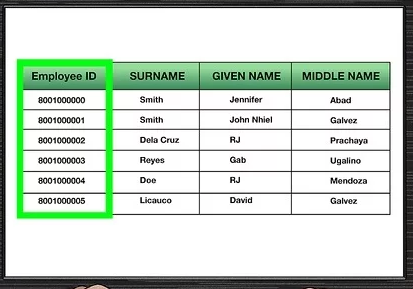 Employee ID SURNAME GIVEN NAME MIDDLE NAME
8001000000 Smith Jennifer Abad
8001000001 Smith John Nhiel Galvez
8001000002 Dela Cruz RJ Prachaya
8001000003 Reyes Gab Ugalino
8001000004 Doe RJ Mendoza
8001000005 Licauco David Galvez